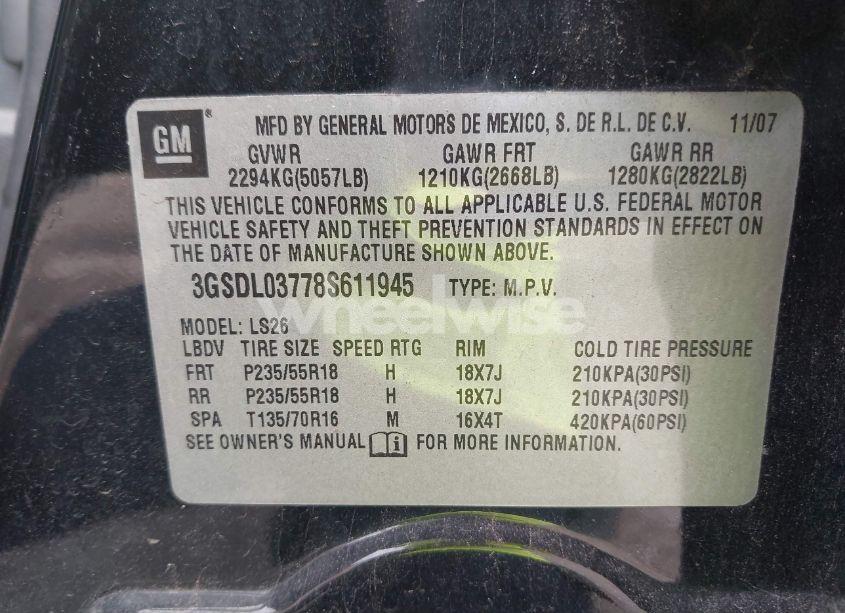 GM® MFD BY GENERAL MOTORS DE MEXICO, S. DE R.L. DE C.V. 11/07
GVWR GAWR FRT GAWR RR
2294KG(5057LB) 1210KG(2668LB) 1280KG(2822LB)
THIS VEHICLE CONFORMS TO ALL APPLICABLE U.S. FEDERAL MOTOR
VEHICLE SAFETY AND THEFT PREVENTION STANDARDS IN EFFECT ON
THE DATE OF MANUFACTURE SHOWN ABOVE.
3GSDL03778S611945 TYPE: M.P.V.
wheelwise
MODEL: LS26
LBDV TIRE SIZE SPEED RTG RIM COLD TIRE PRESSURE
FRT P235/55R18 H 18X7J 210KPA(30PSI)
RR P235/55R18 H 18X7J 210KPA(30PSI)
SPA T135/70R16 M 16X4T 420KPA(60PSI)
SEE OWNER'S MANUAL FOR MORE INFORMATION.